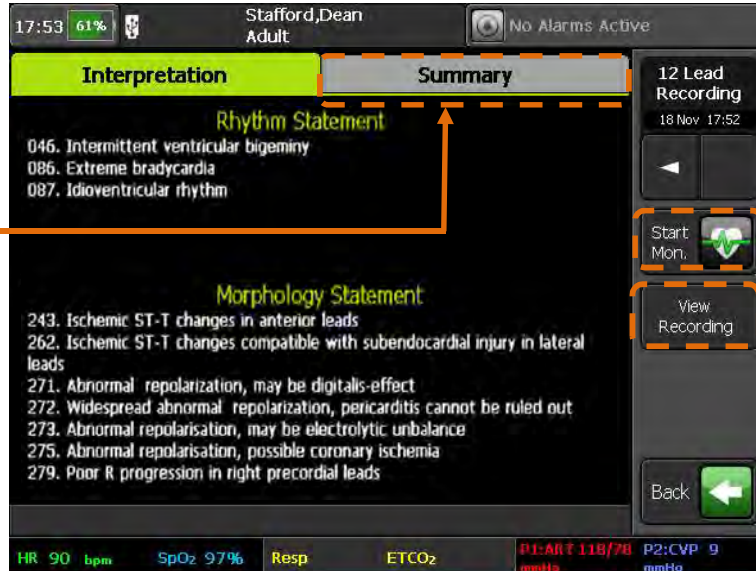 17:53 61% Stafford,Dean No Alarms Active
Adult
Interpretation Summary
Rhythm Statement
046. Intermittent ventricular bigeminy
086. Extreme bradycardia
087. Idioventricular rhythm
Morphology Statement
243. Ischemic ST-T changes in anterior leads
262. Ischemic ST-T changes compatible with subendocardial injury in lateral
leads
271. Abnormal repolarization, may be digitalis-effect
272. Widespread abnormal repolarization, pericarditis cannot be ruled out
273. Abnormal repolarisation, may be electrolytic unbalance
275. Abnormal repolarisation, possible coronary ischemia
279. Poor R progression in right precordial leads
12 Lead
Recording
18 Nov 17:52
Start
Mon.
View
Recording
Back
HR 90 bpm SpO₂ 97% Resp ETCO₂ P1:ART 118/78 P2:CVP 9
mmHg mmHg